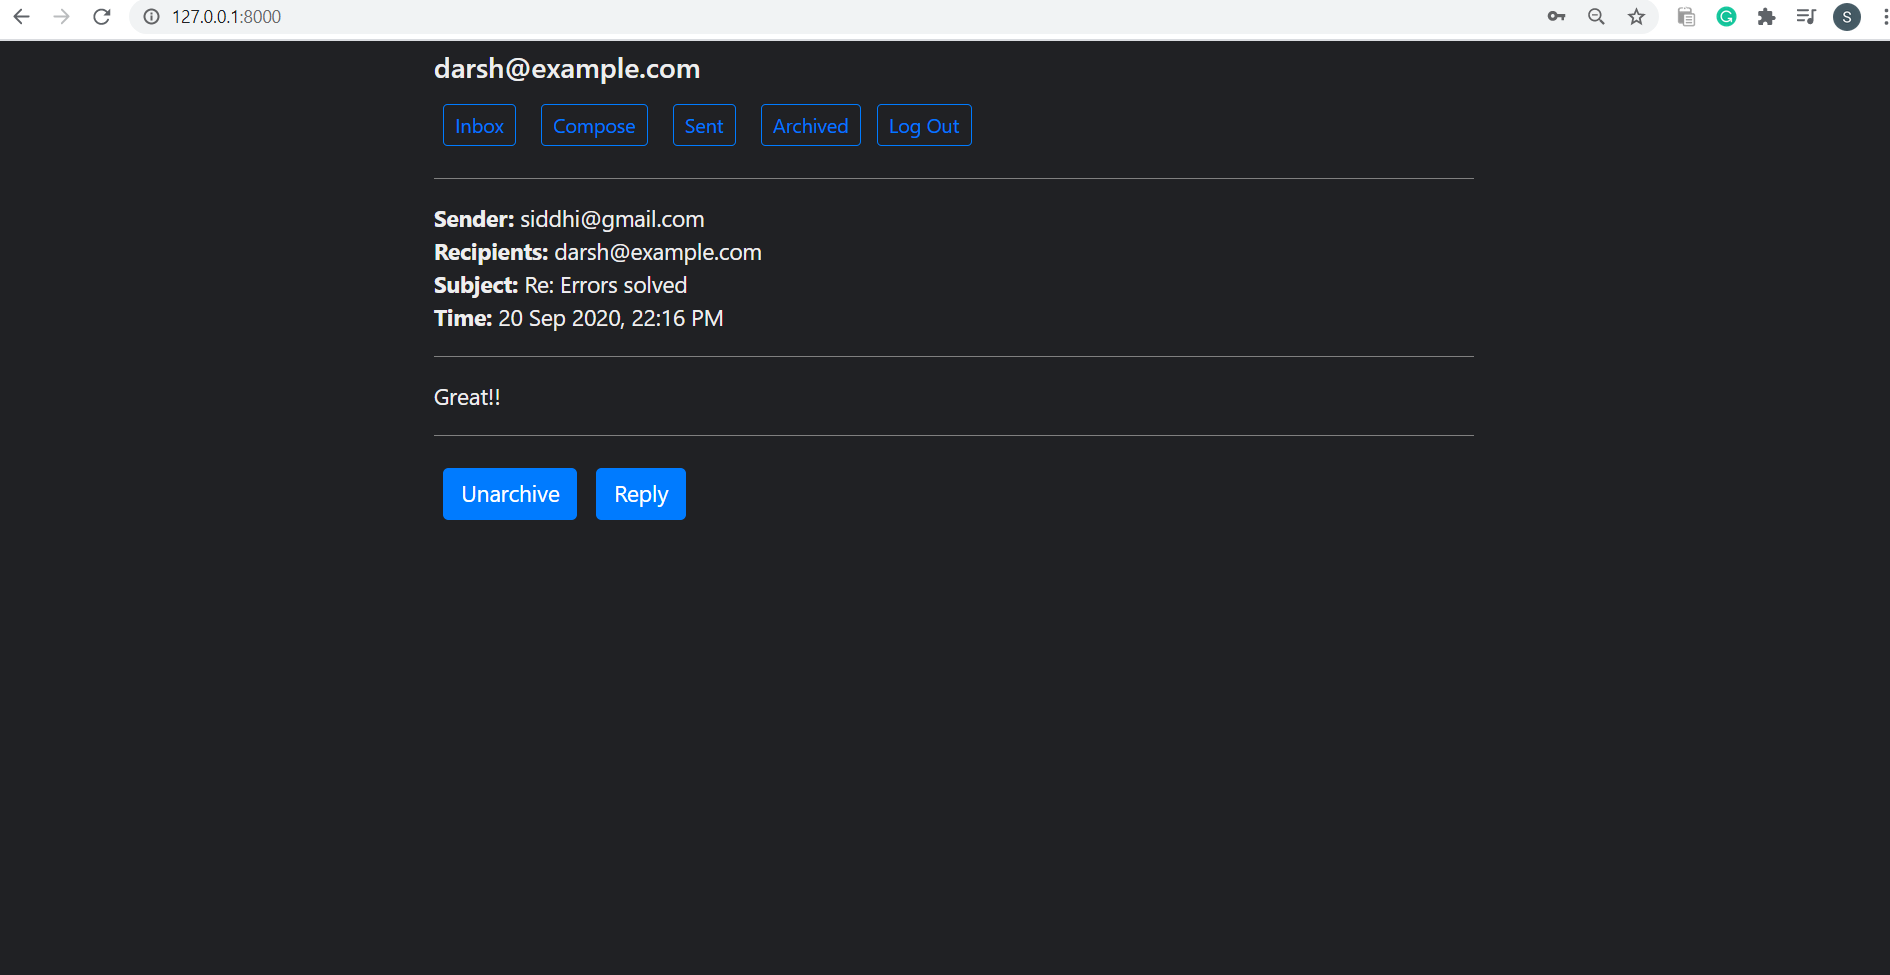 127.0.0.1:8000
S
darsh@example.com
Inbox Compose Sent Archived Log Out
Sender: siddhi@gmail.com
Recipients: darsh@example.com
Subject: Re: Errors solved
Time: 20 Sep 2020, 22:16 PM
Great!!
Unarchive Reply